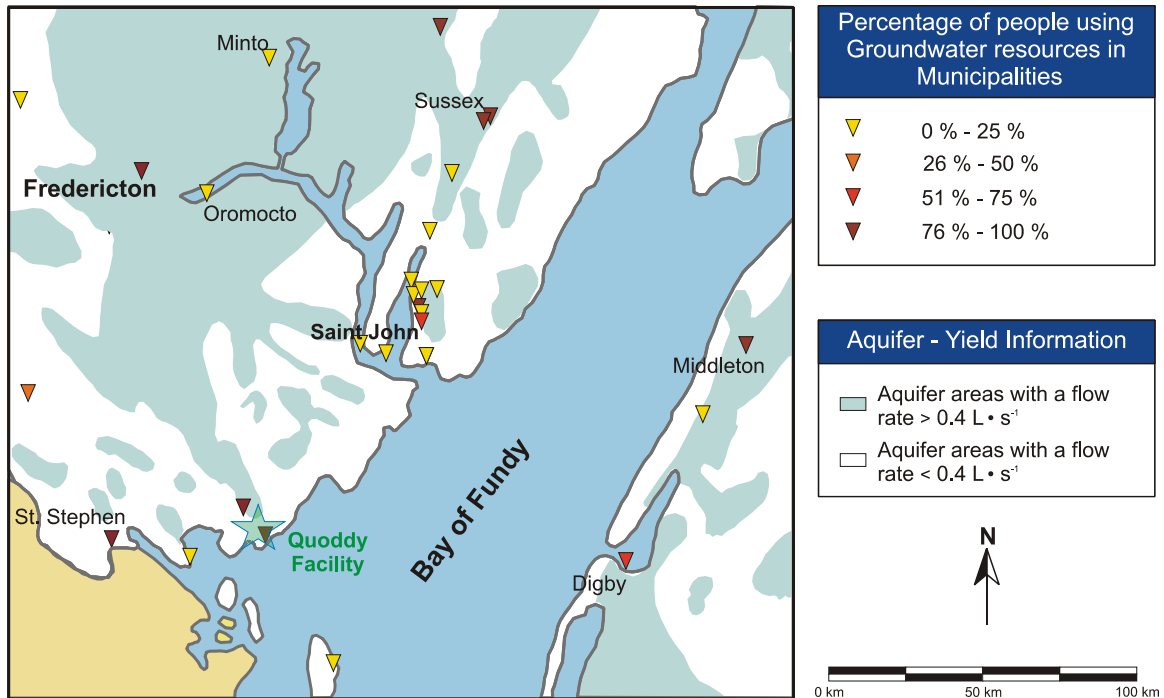 Minto
Sussex
Fredericton
Oromocto
Saint John
Middleton
St. Stephen
Quoddy
Facility
Bay of Fundy
Digby
Percentage of people using
Groundwater resources in
Municipalities
0 % - 25 %
26 % - 50 %
51 % - 75 %
76 % - 100 %
Aquifer - Yield Information
Aquifer areas with a flow
rate > 0.4 L • s⁻¹
Aquifer areas with a flow
rate < 0.4 L • s⁻¹
N
0 km 50 km 100 km